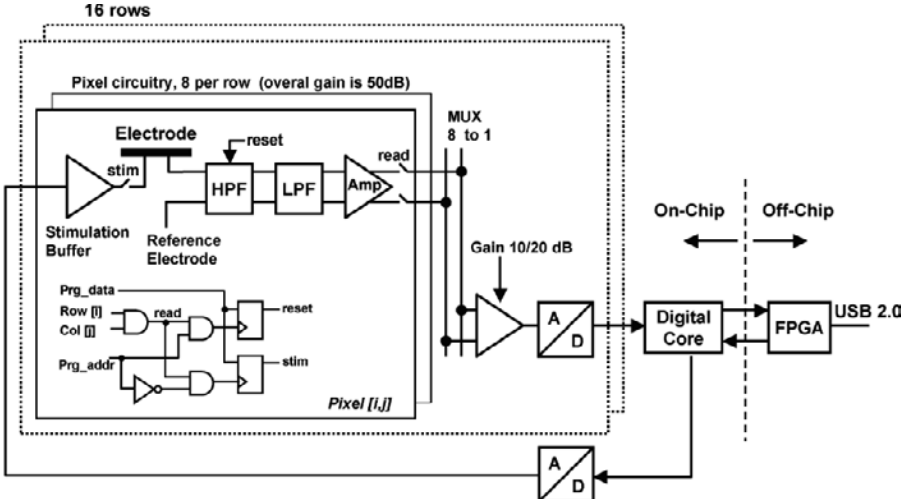 16 rows
Pixel circuitry, 8 per row (overal gain is 50dB)
MUX
8 to 1
Electrode
reset
read
stim
HPF
LPF
Amp
On-Chip
Off-Chip
Stimulation
Buffer
Reference
Electrode
Gain 10/20 dB
Prg_data
Row [i]
Col [j]
read
reset
A
D
Digital
Core
FPGA
USB 2.0
Prg_addr
stim
Pixel [i,j]
A
D